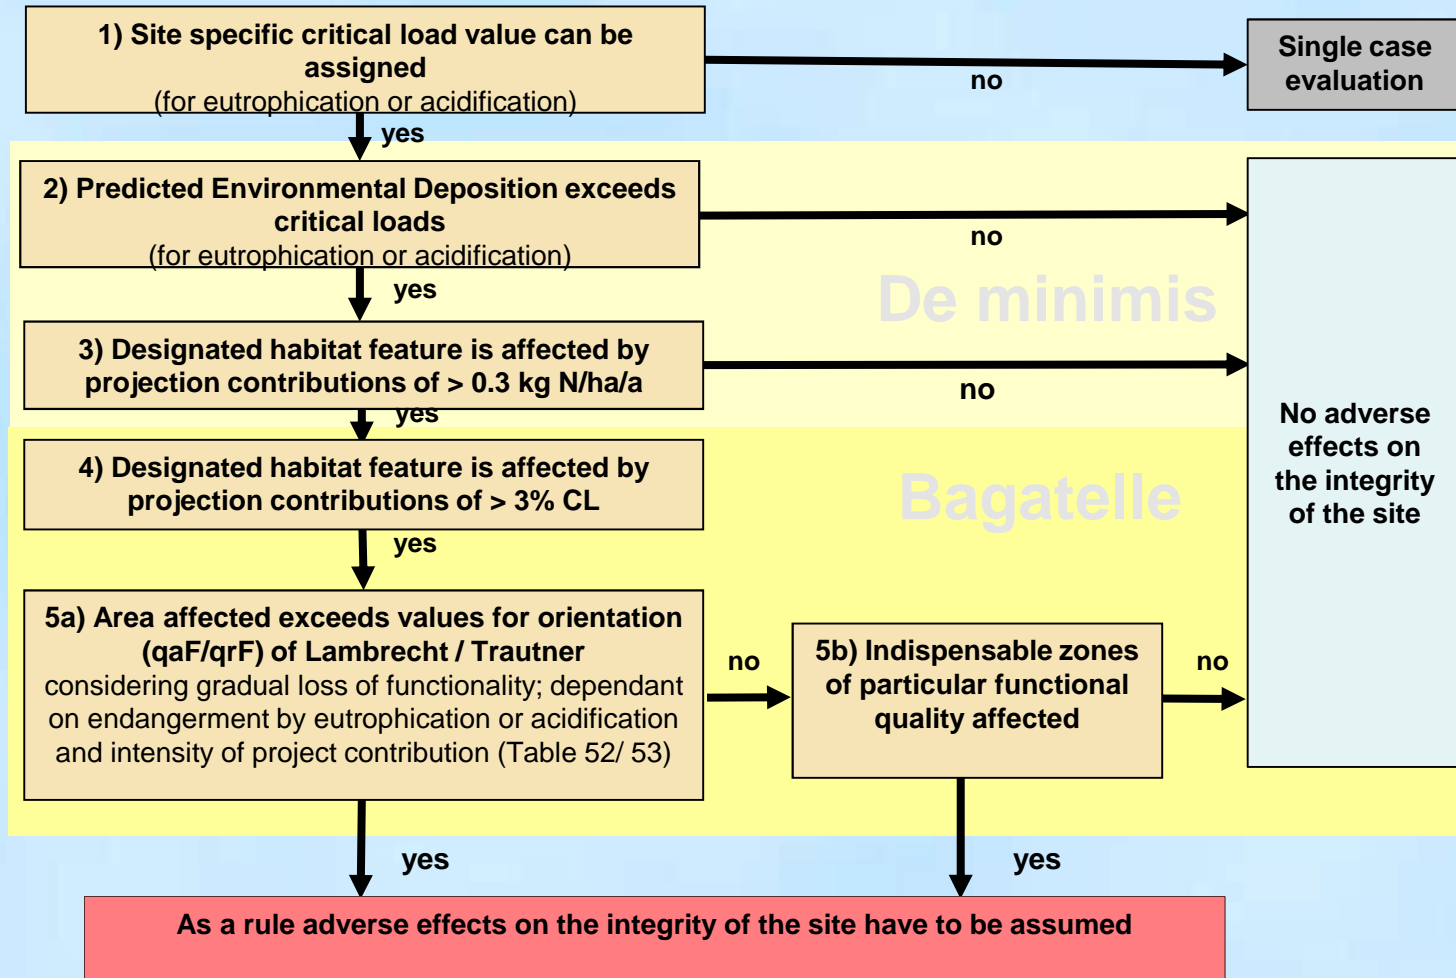 1) Site specific critical load value can be
assigned
(for eutrophication or acidification)
no
Single case
evaluation
yes
2) Predicted Environmental Deposition exceeds
critical loads
(for eutrophication or acidification)
no
yes
De minimis
3) Designated habitat feature is affected by
projection contributions of > 0.3 kg N/ha/a
no
yes
4) Designated habitat feature is affected by
projection contributions of > 3% CL
Bagatelle
No adverse
effects on
the integrity
of the site
yes
5a) Area affected exceeds values for orientation
(qaF/qrF) of Lambrecht / Trautner
considering gradual loss of functionality; dependant
on endangerment by eutrophication or acidification
and intensity of project contribution (Table 52/ 53)
no
5b) Indispensable zones
of particular functional
quality affected
no
yes
yes
As a rule adverse effects on the integrity of the site have to be assumed